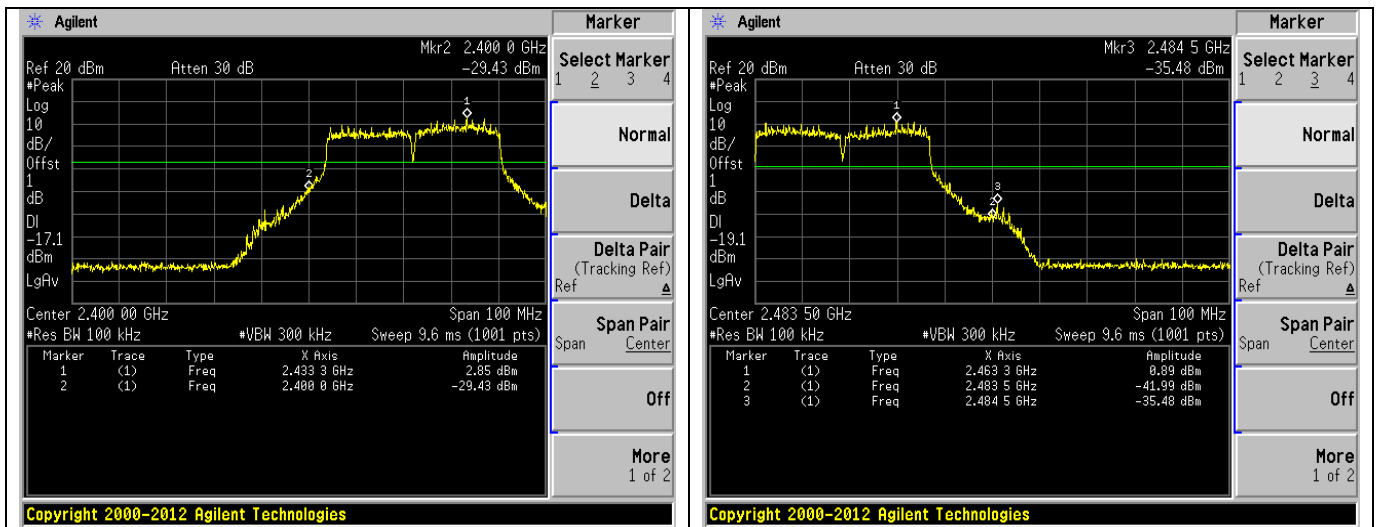 Agilent
Marker
Mkr2 2.400 0 GHz
Ref 20 dBm Atten 30 dB -29.43 dBm
#Peak
Log
10
dB/
Offst
1
dB
DI
-17.1
dBm
LgAv
1
2
Center 2.400 00 GHz Span 100 MHz
#Res BW 100 kHz #VBW 300 kHz Sweep 9.6 ms (1001 pts)
Marker Trace Type X Axis Amplitude
1 (1) Freq 2.433 3 GHz 2.85 dBm
2 (1) Freq 2.400 0 GHz -29.43 dBm
Select Marker
1 2 3 4
Normal
Delta
Delta Pair
(Tracking Ref)
Ref Δ
Span Pair
Span Center
Off
More
1 of 2
Copyright 2000-2012 Agilent Technologies
Agilent
Marker
Mkr3 2.484 5 GHz
Ref 20 dBm Atten 30 dB -35.48 dBm
#Peak
Log
10
dB/
Offst
1
dB
DI
-19.1
dBm
LgAv
1
3
2
Center 2.483 50 GHz Span 100 MHz
#Res BW 100 kHz #VBW 300 kHz Sweep 9.6 ms (1001 pts)
Marker Trace Type X Axis Amplitude
1 (1) Freq 2.463 3 GHz 0.89 dBm
2 (1) Freq 2.483 5 GHz -41.99 dBm
3 (1) Freq 2.484 5 GHz -35.48 dBm
Select Marker
1 2 3 4
Normal
Delta
Delta Pair
(Tracking Ref)
Ref Δ
Span Pair
Span Center
Off
More
1 of 2
Copyright 2000-2012 Agilent Technologies